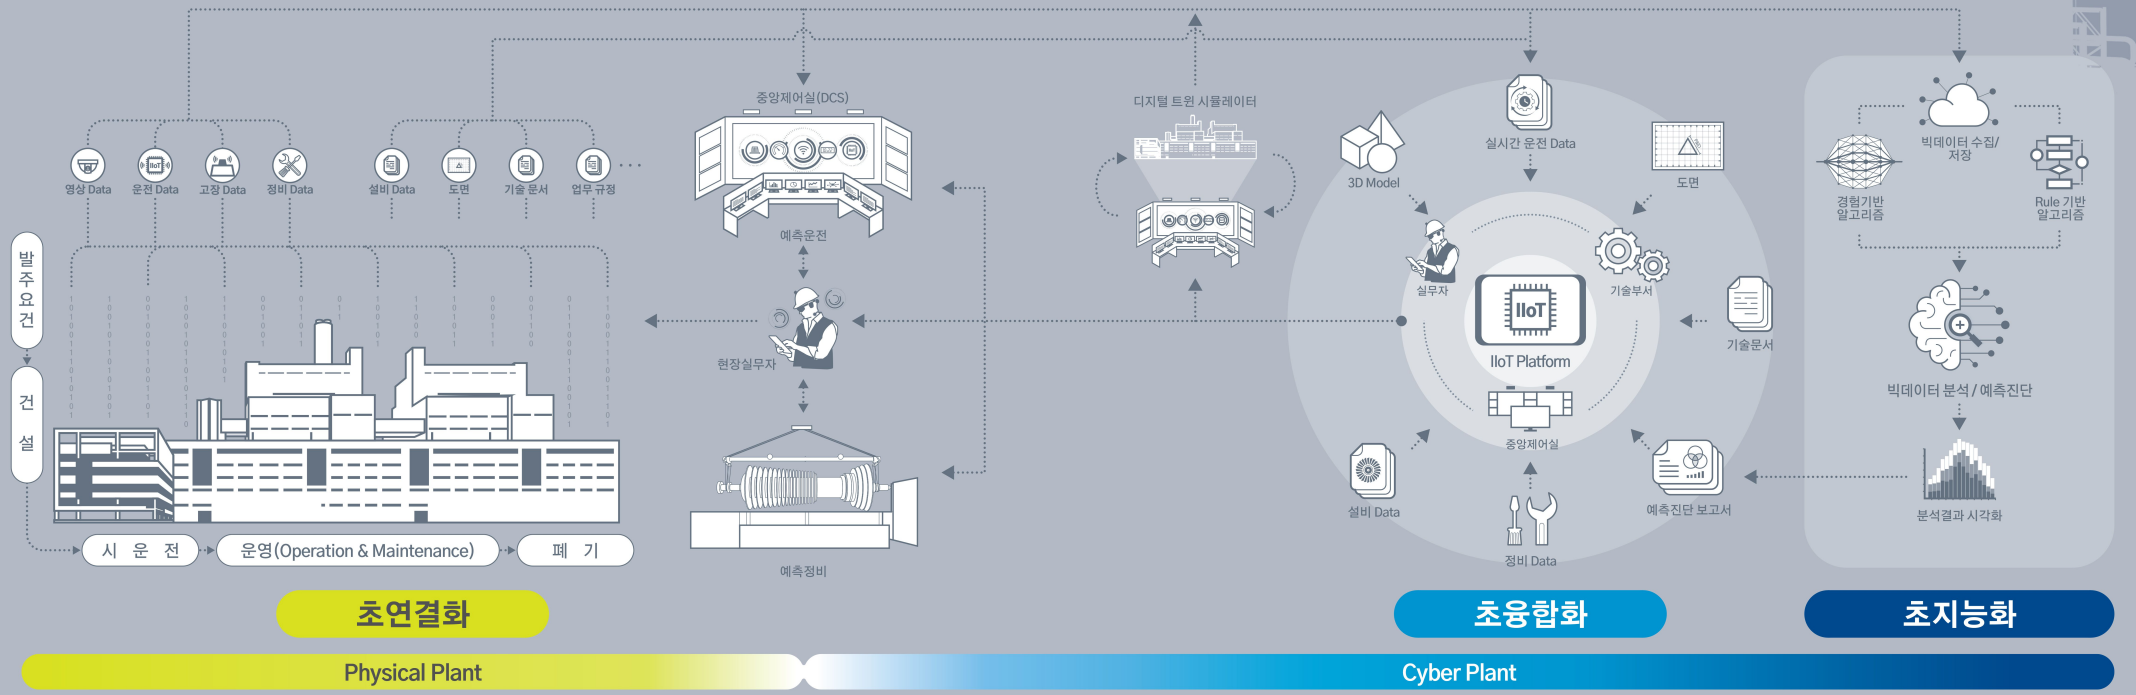 중앙제어실(DCS)
디지털 트윈 시뮬레이터
영상 Data
IIoT
운전 Data
고장 Data
정비 Data
설비 Data
도면
기술 문서
업무 규정
···
예측운전
현장실무자
예측정비
발주요건
건설
시 운 전
운영(Operation & Maintenance)
폐 기
실시간 운전 Data
3D Model
도면
실무자
기술부서
IIoT
IIoT Platform
기술문서
중앙제어실
설비 Data
정비 Data
예측진단 보고서
빅데이터 수집/
저장
경험기반
알고리즘
Rule 기반
알고리즘
빅데이터 분석 / 예측진단
분석결과 시각화
초연결화
초융합화
초지능화
Physical Plant
Cyber Plant